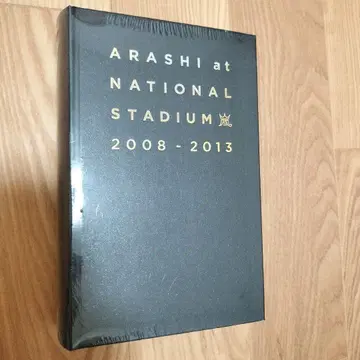 ARASHI at
NATIONAL
STADIUM 嵐
2008 - 2013